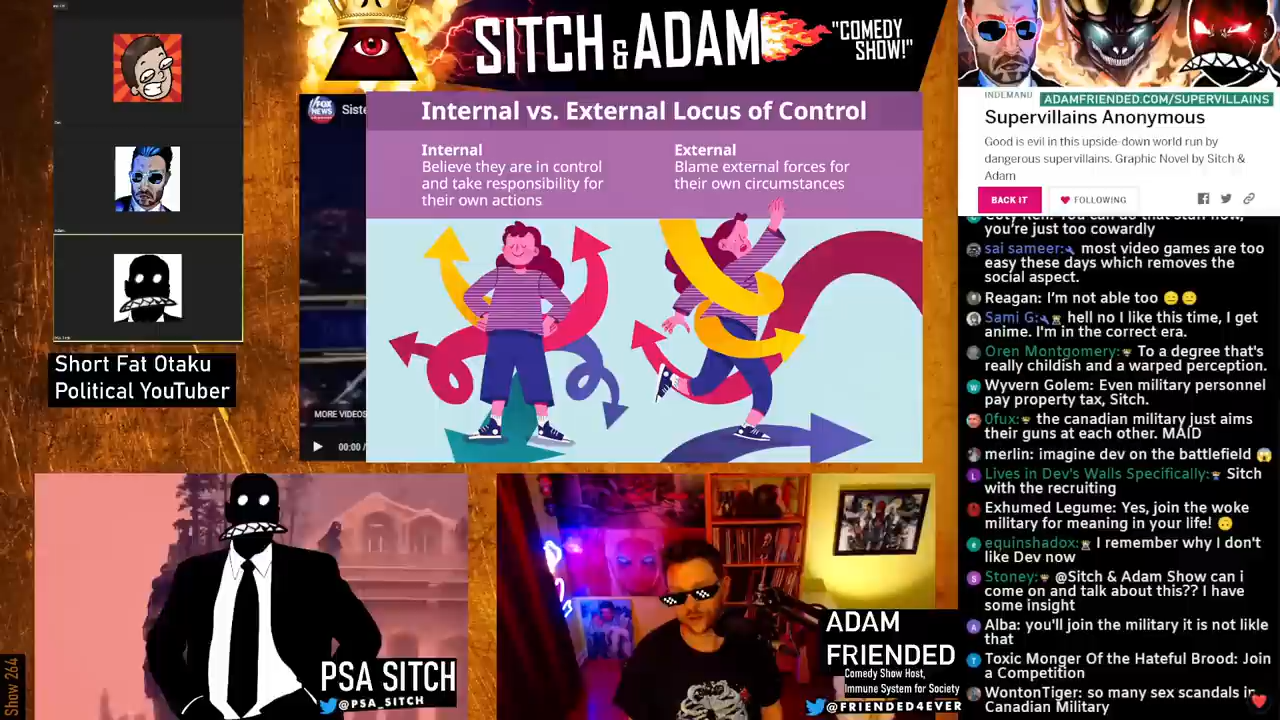 SITCH & ADAM
"COMEDY
SHOW!"
FOX
NEWS
Siste
Internal vs. External Locus of Control
Internal
Believe they are in control
and take responsibility for
their own actions
External
Blame external forces for
their own circumstances
MORE VIDEOS
00:00 /
Short Fat Otaku
Political YouTuber
Show 264
PSA SITCH
@PSA_SITCH
ADAM
FRIENDED
Comedy Show Host,
Immune System for Society
@FRIENDED4EVER
INDEMAND
ADAMFRIENDED.COM/SUPERVILLAINS
Supervillains Anonymous
Good is evil in this upside-down world run by
dangerous supervillains. Graphic Novel by Sitch &
Adam
BACK IT
FOLLOWING
you're just too cowardly
sai sameer: most video games are too
easy these days which removes the
social aspect.
Reagan: I'm not able too 😑 😑
Sami G: hell no I like this time, I get
anime. I'm in the correct era.
Oren Montgomery: To a degree that's
really childish and a warped perception.
Wyvern Golem: Even military personnel
pay property tax, Sitch.
0fux: the canadian military just aims
their guns at each other. MAID
merlin: imagine dev on the battlefield 😱
Lives in Dev's Walls Specifically: Sitch
with the recruiting
Exhumed Legume: Yes, join the woke
military for meaning in your life! 🙃
equinshadox: I remember why I don't
like Dev now
Stoney: @Sitch & Adam Show can i
come on and talk about this?? I have
some insight
Alba: you'll join the military it is not likle
that
Toxic Monger Of the Hateful Brood: Join
a Competition
WontonTiger: so many sex scandals in
Canadian Military